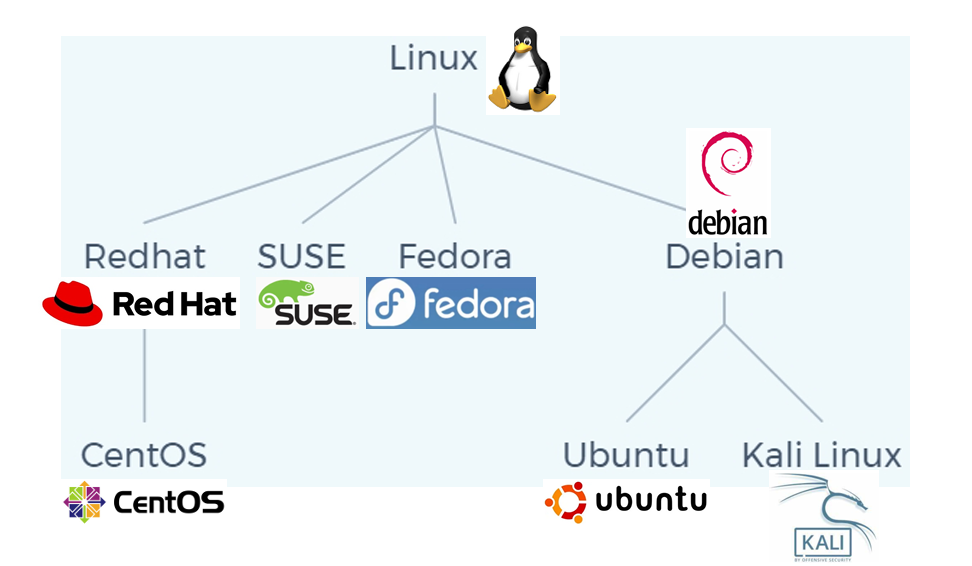 Linux
debian
Redhat
SUSE
Fedora
Debian
Red Hat
SUSE
fedora
CentOS
Ubuntu
Kali Linux
CentOS
ubuntu
KALI
BY OFFENSIVE SECURITY